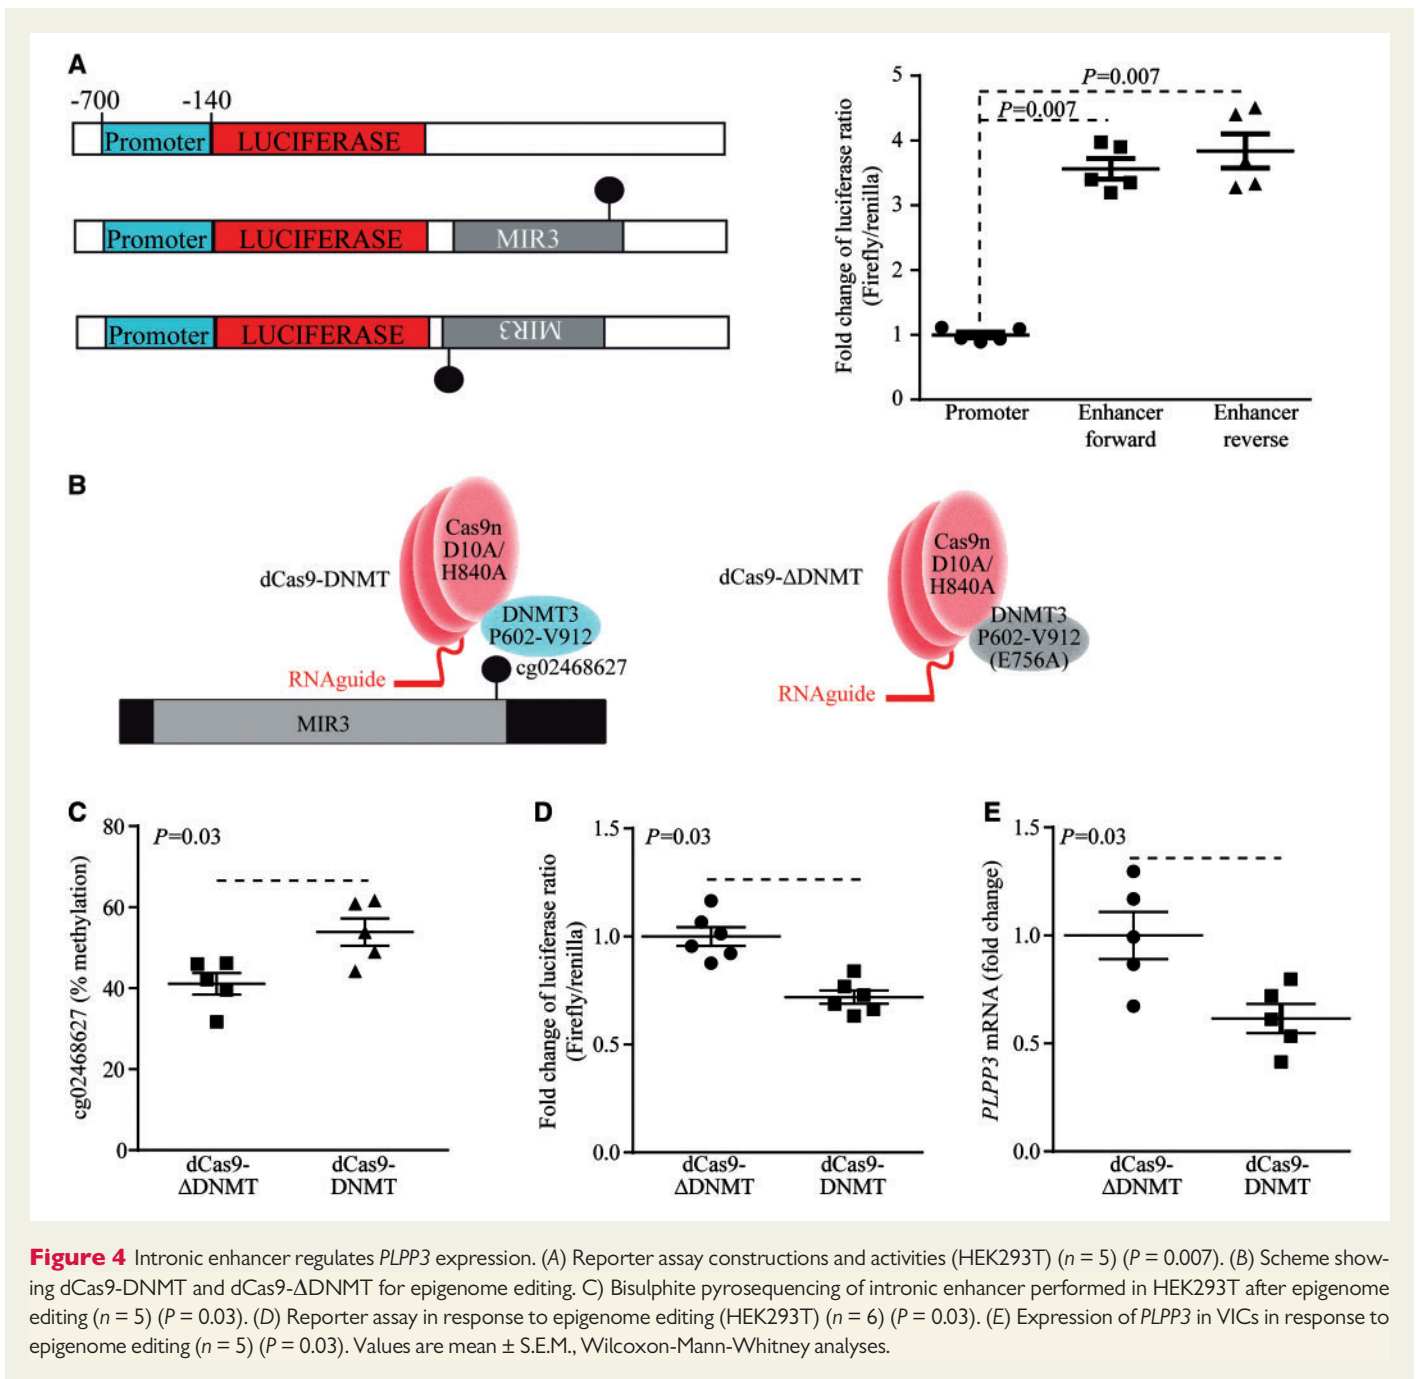 A
-700 -140
Promoter LUCIFERASE
Promoter LUCIFERASE MIR3
Promoter LUCIFERASE MIR3
Fold change of luciferase ratio
(Firefly/renilla)
5
4
3
2
1
0
P=0.007
P=0.007
Promoter
Enhancer
forward
Enhancer
reverse
B
dCas9-DNMT
Cas9n
D10A/
H840A
DNMT3
P602-V912
cg02468627
RNAguide
MIR3
dCas9-ΔDNMT
Cas9n
D10A/
H840A
DNMT3
P602-V912
(E756A)
RNAguide
C
cg02468627 (% methylation)
80
60
40
20
0
P=0.03
dCas9-
ΔDNMT
dCas9-
DNMT
D
Fold change of luciferase ratio
(Firefly/renilla)
1.5
1.0
0.5
0.0
P=0.03
dCas9-
ΔDNMT
dCas9-
DNMT
E
PLPP3 mRNA (fold change)
1.5
1.0
0.5
0.0
P=0.03
dCas9-
ΔDNMT
dCas9-
DNMT
Figure 4 Intronic enhancer regulates PLPP3 expression. (A) Reporter assay constructions and activities (HEK293T) (n = 5) (P = 0.007). (B) Scheme show-
ing dCas9-DNMT and dCas9-ΔDNMT for epigenome editing. C) Bisulphite pyrosequencing of intronic enhancer performed in HEK293T after epigenome
editing (n = 5) (P = 0.03). (D) Reporter assay in response to epigenome editing (HEK293T) (n = 6) (P = 0.03). (E) Expression of PLPP3 in VICs in response to
epigenome editing (n = 5) (P = 0.03). Values are mean ± S.E.M., Wilcoxon-Mann-Whitney analyses.